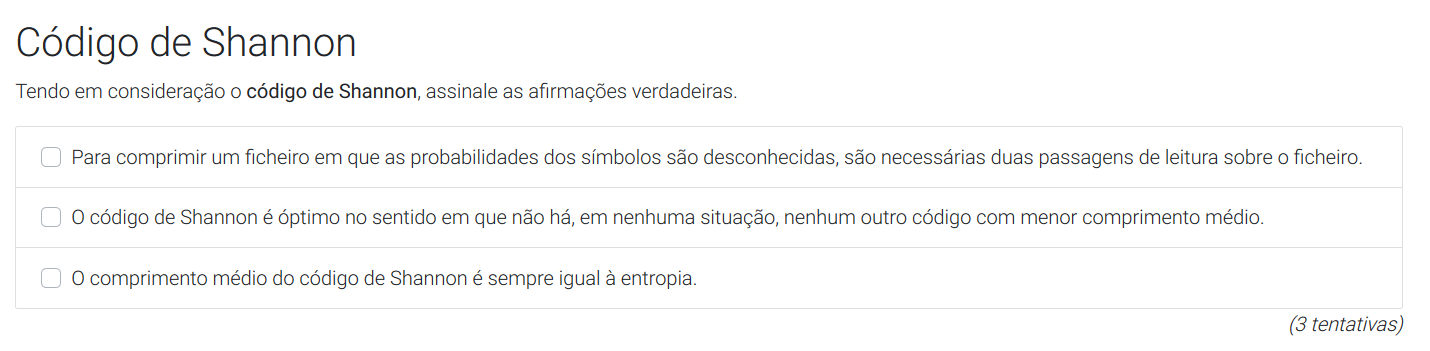 Código de Shannon
Tendo em consideração o código de Shannon, assinale as afirmações verdadeiras.
Para comprimir um ficheiro em que as probabilidades dos símbolos são desconhecidas, são necessárias duas passagens de leitura sobre o ficheiro.
O código de Shannon é óptimo no sentido em que não há, em nenhuma situação, nenhum outro código com menor comprimento médio.
O comprimento médio do código de Shannon é sempre igual à entropia.
(3 tentativas)